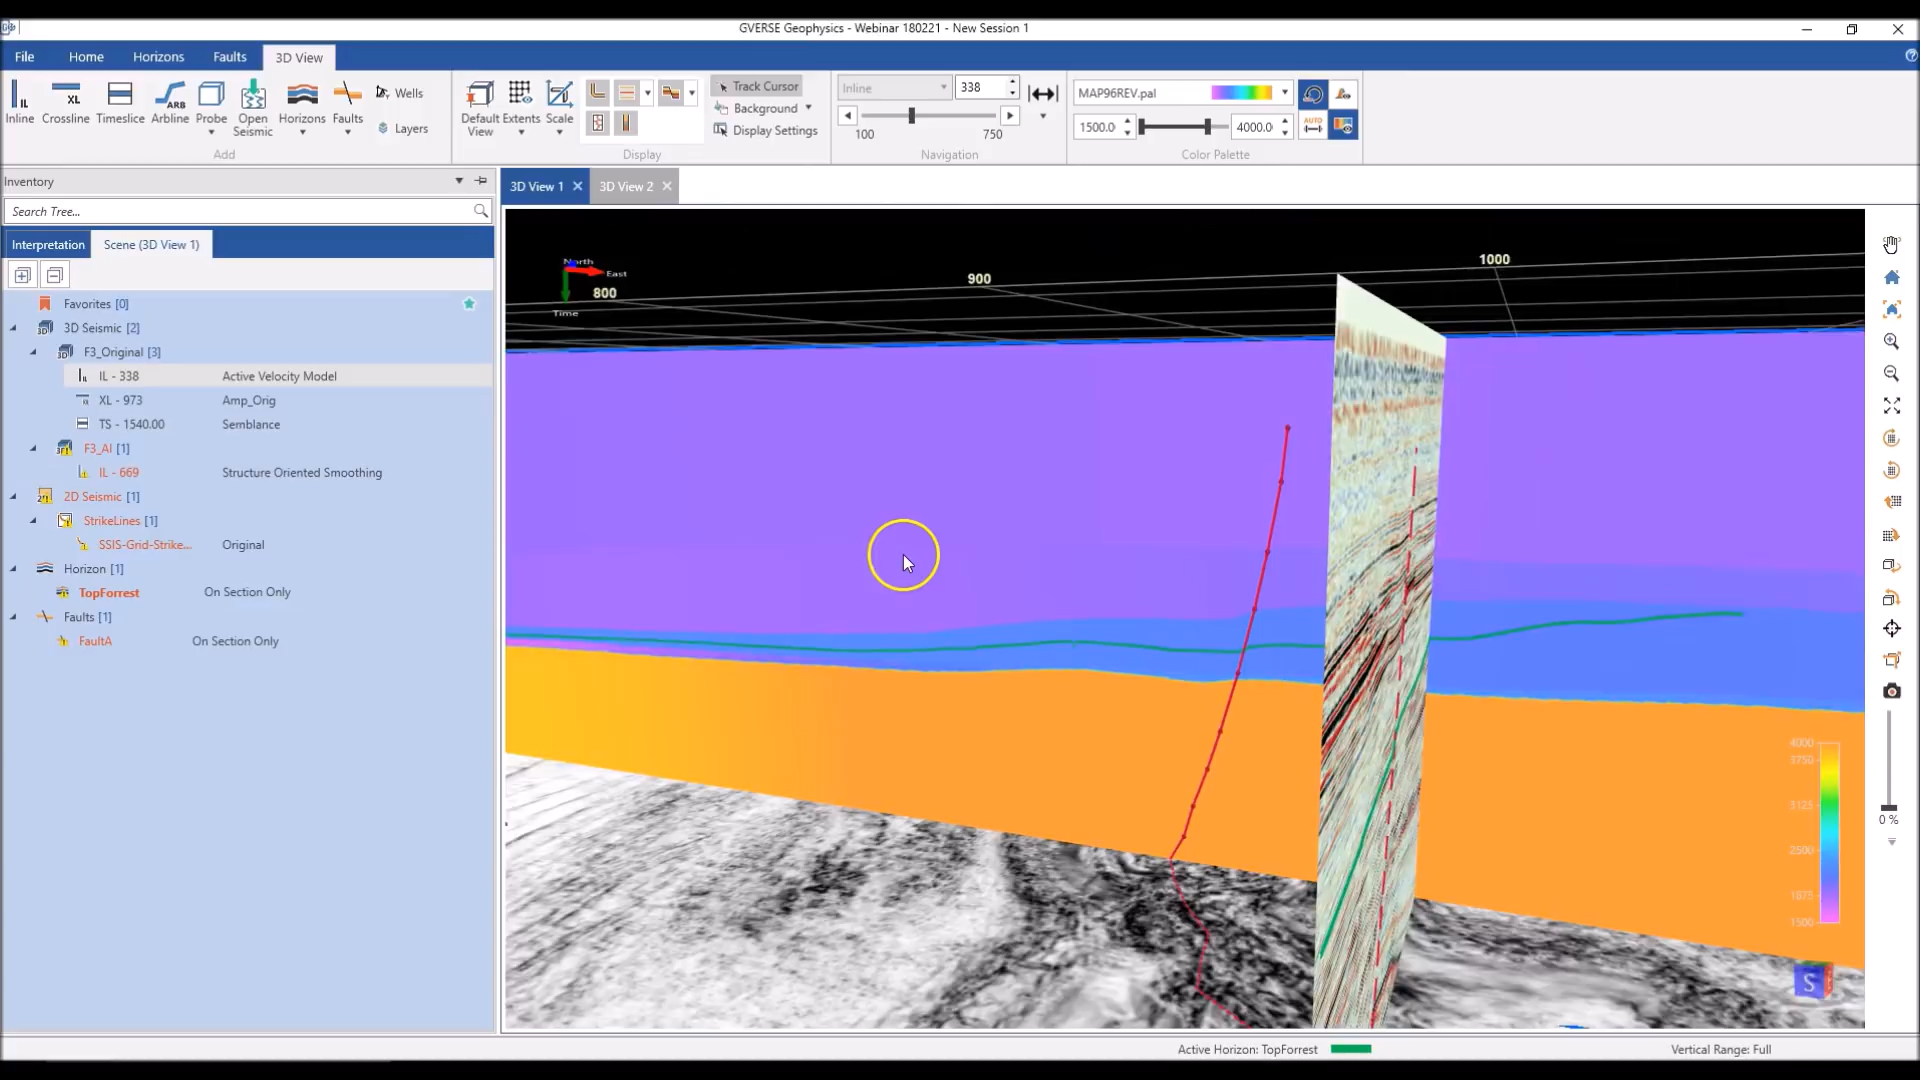 GVERSE Geophysics - Webinar 180221 - New Session 1
File Home Horizons Faults 3D View
IL XL ARB
Inline Crossline Timeslice Arbline Probe Open Seismic Horizons Faults Wells Layers
Add
Default View Extents Scale
Track Cursor
Background
Display Settings
Display
Inline 338
100 750
Navigation
MAP96REV.pal
1500.0 4000.0 AUTO
Color Palette
Inventory
Search Tree...
Interpretation Scene (3D View 1)
Favorites [0]
3D Seismic [2]
F3_Original [3]
IL - 338 Active Velocity Model
XL - 973 Amp_Orig
TS - 1540.00 Semblance
F3_AI [1]
IL - 669 Structure Oriented Smoothing
2D Seismic [1]
StrikeLines [1]
SSIS-Grid-Strike... Original
Horizon [1]
TopForrest On Section Only
Faults [1]
FaultA On Section Only
3D View 1 3D View 2
North
East
Time
800 900 1000
4000
3750
3125
2500
1875
1500
S
0 %
Active Horizon: TopForrest Vertical Range: Full